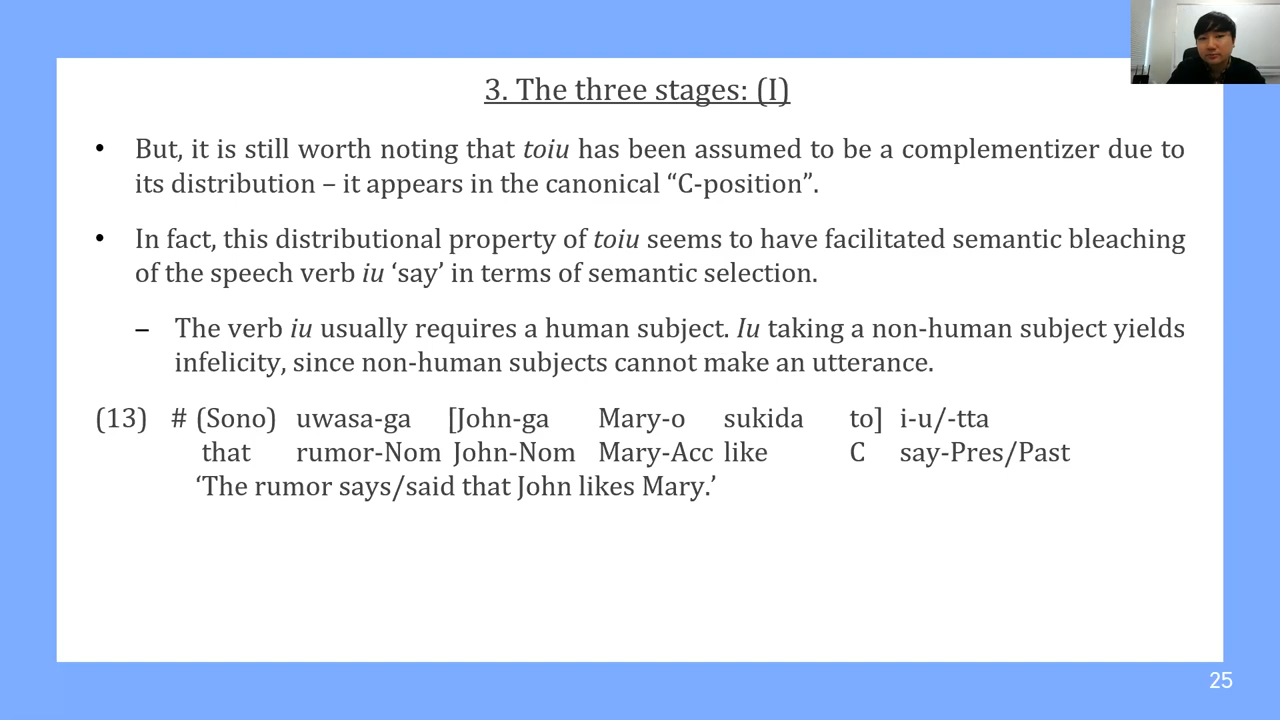 3. The three stages: (I)
• But, it is still worth noting that toiu has been assumed to be a complementizer due to
its distribution – it appears in the canonical “C-position”.
• In fact, this distributional property of toiu seems to have facilitated semantic bleaching
of the speech verb iu ‘say’ in terms of semantic selection.
– The verb iu usually requires a human subject. Iu taking a non-human subject yields
infelicity, since non-human subjects cannot make an utterance.
(13) # (Sono) uwasa-ga [John-ga Mary-o sukida to] i-u/-tta
that rumor-Nom John-Nom Mary-Acc like C say-Pres/Past
‘The rumor says/said that John likes Mary.’
25